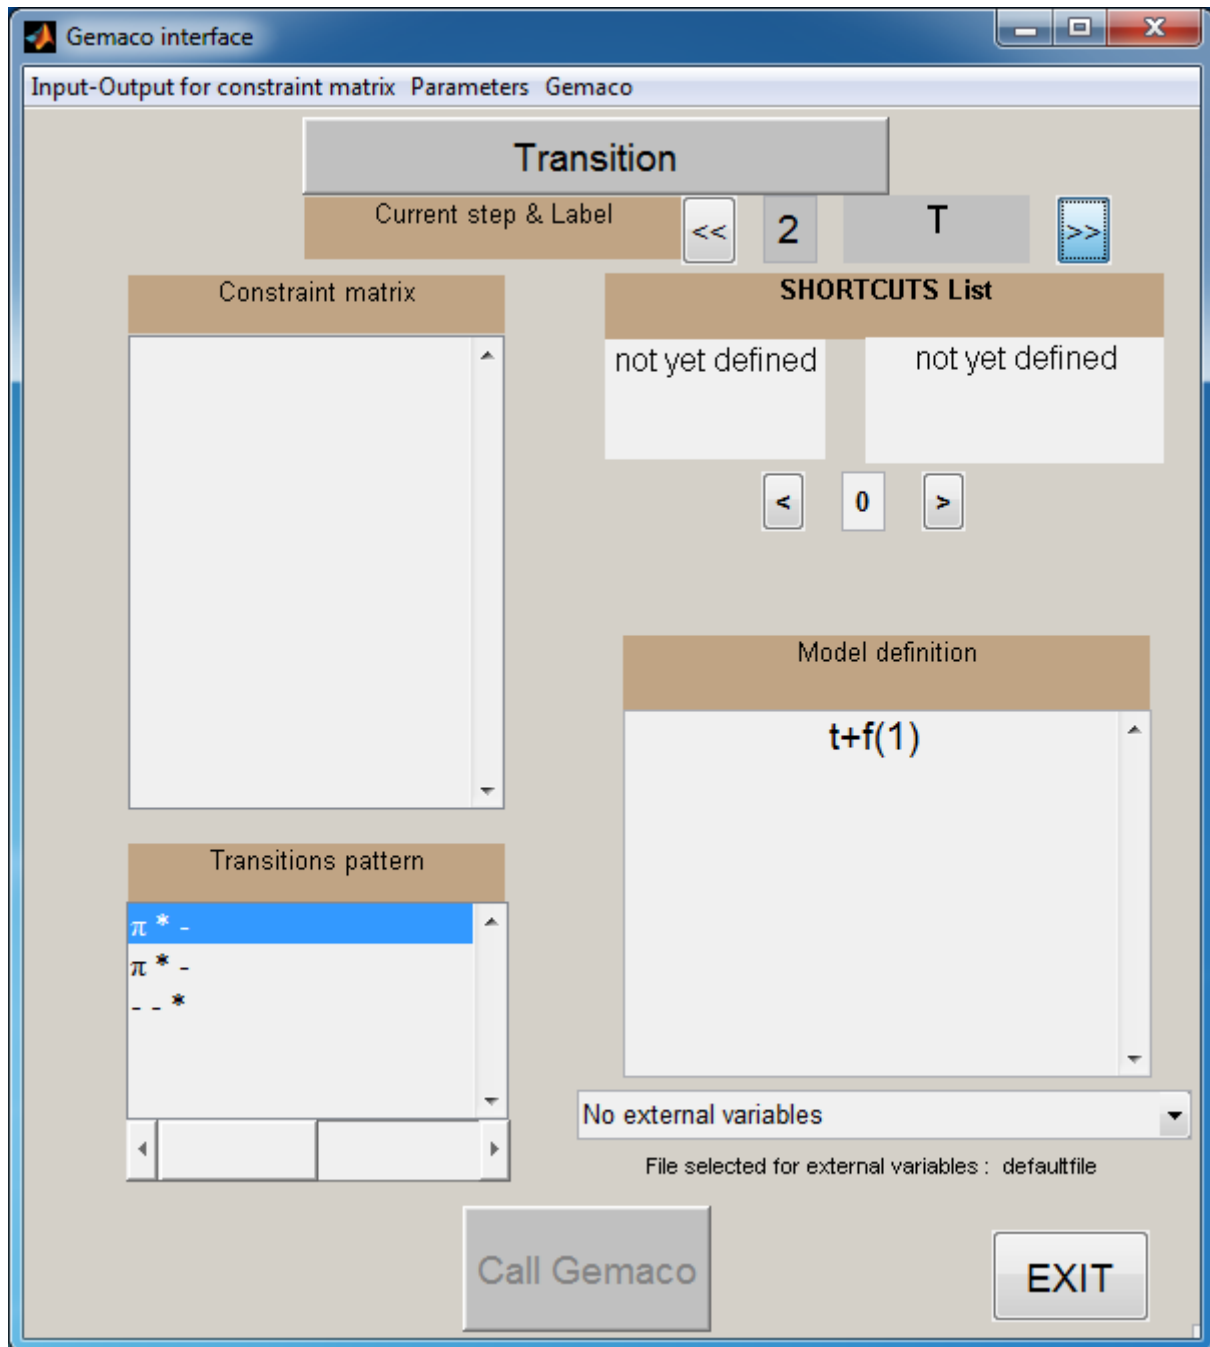 Gemaco interface
Input-Output for constraint matrix Parameters Gemaco
Transition
Current step & Label << 2 T >>
Constraint matrix
SHORTCUTS List
not yet defined not yet defined
< 0 >
Model definition
t+f(1)
Transitions pattern
π * -
π * -
- - *
No external variables
File selected for external variables : defaultfile
Call Gemaco
EXIT